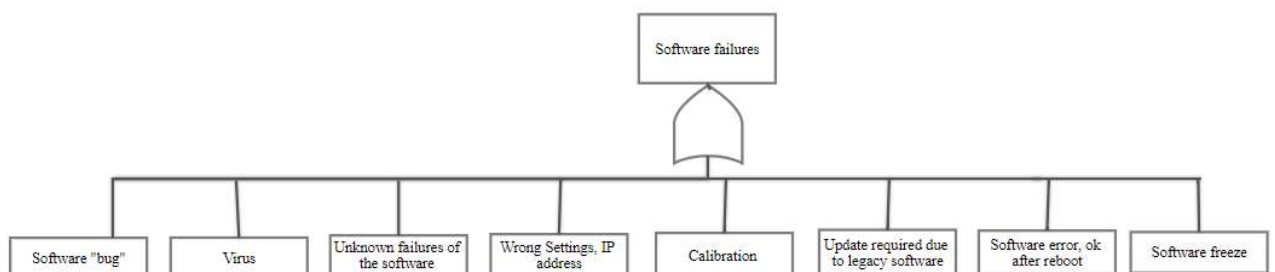 Software failures
Software "bug"
Virus
Unknown failures of
the software
Wrong Settings, IP
address
Calibration
Update required due
to legacy software
Software error, ok
after reboot
Software freeze